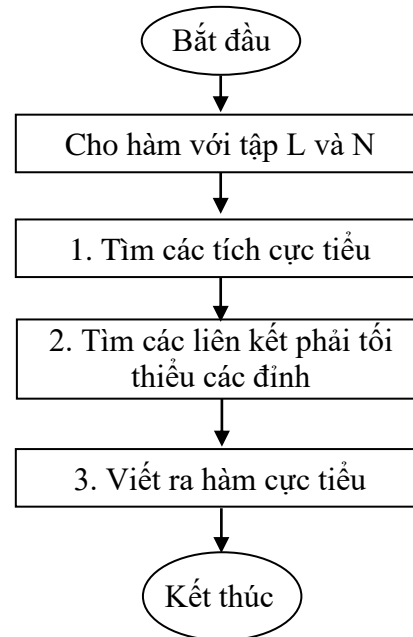 Bắt đầu
Cho hàm với tập L và N
1. Tìm các tích cực tiểu
2. Tìm các liên kết phải tối
thiểu các đỉnh
3. Viết ra hàm cực tiểu
Kết thúc